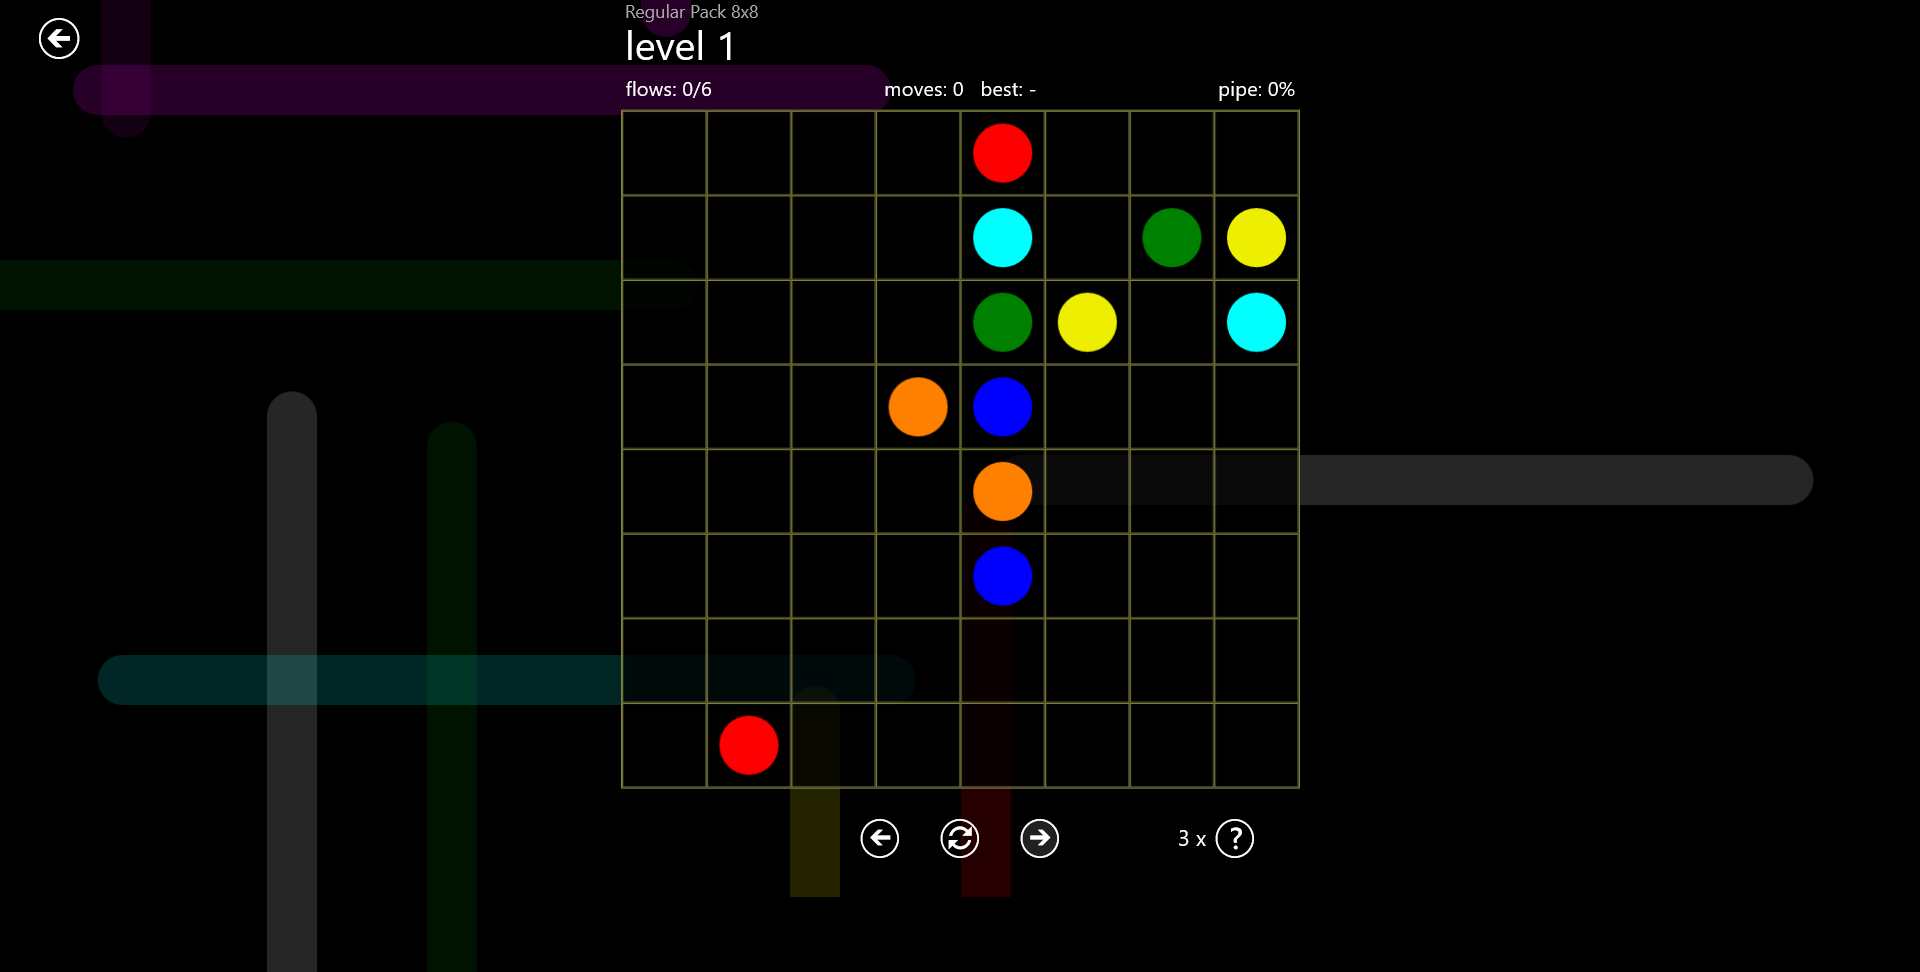 Regular Pack 8x8
level 1
flows: 0/6 moves: 0 best: - pipe: 0%
3 x ?